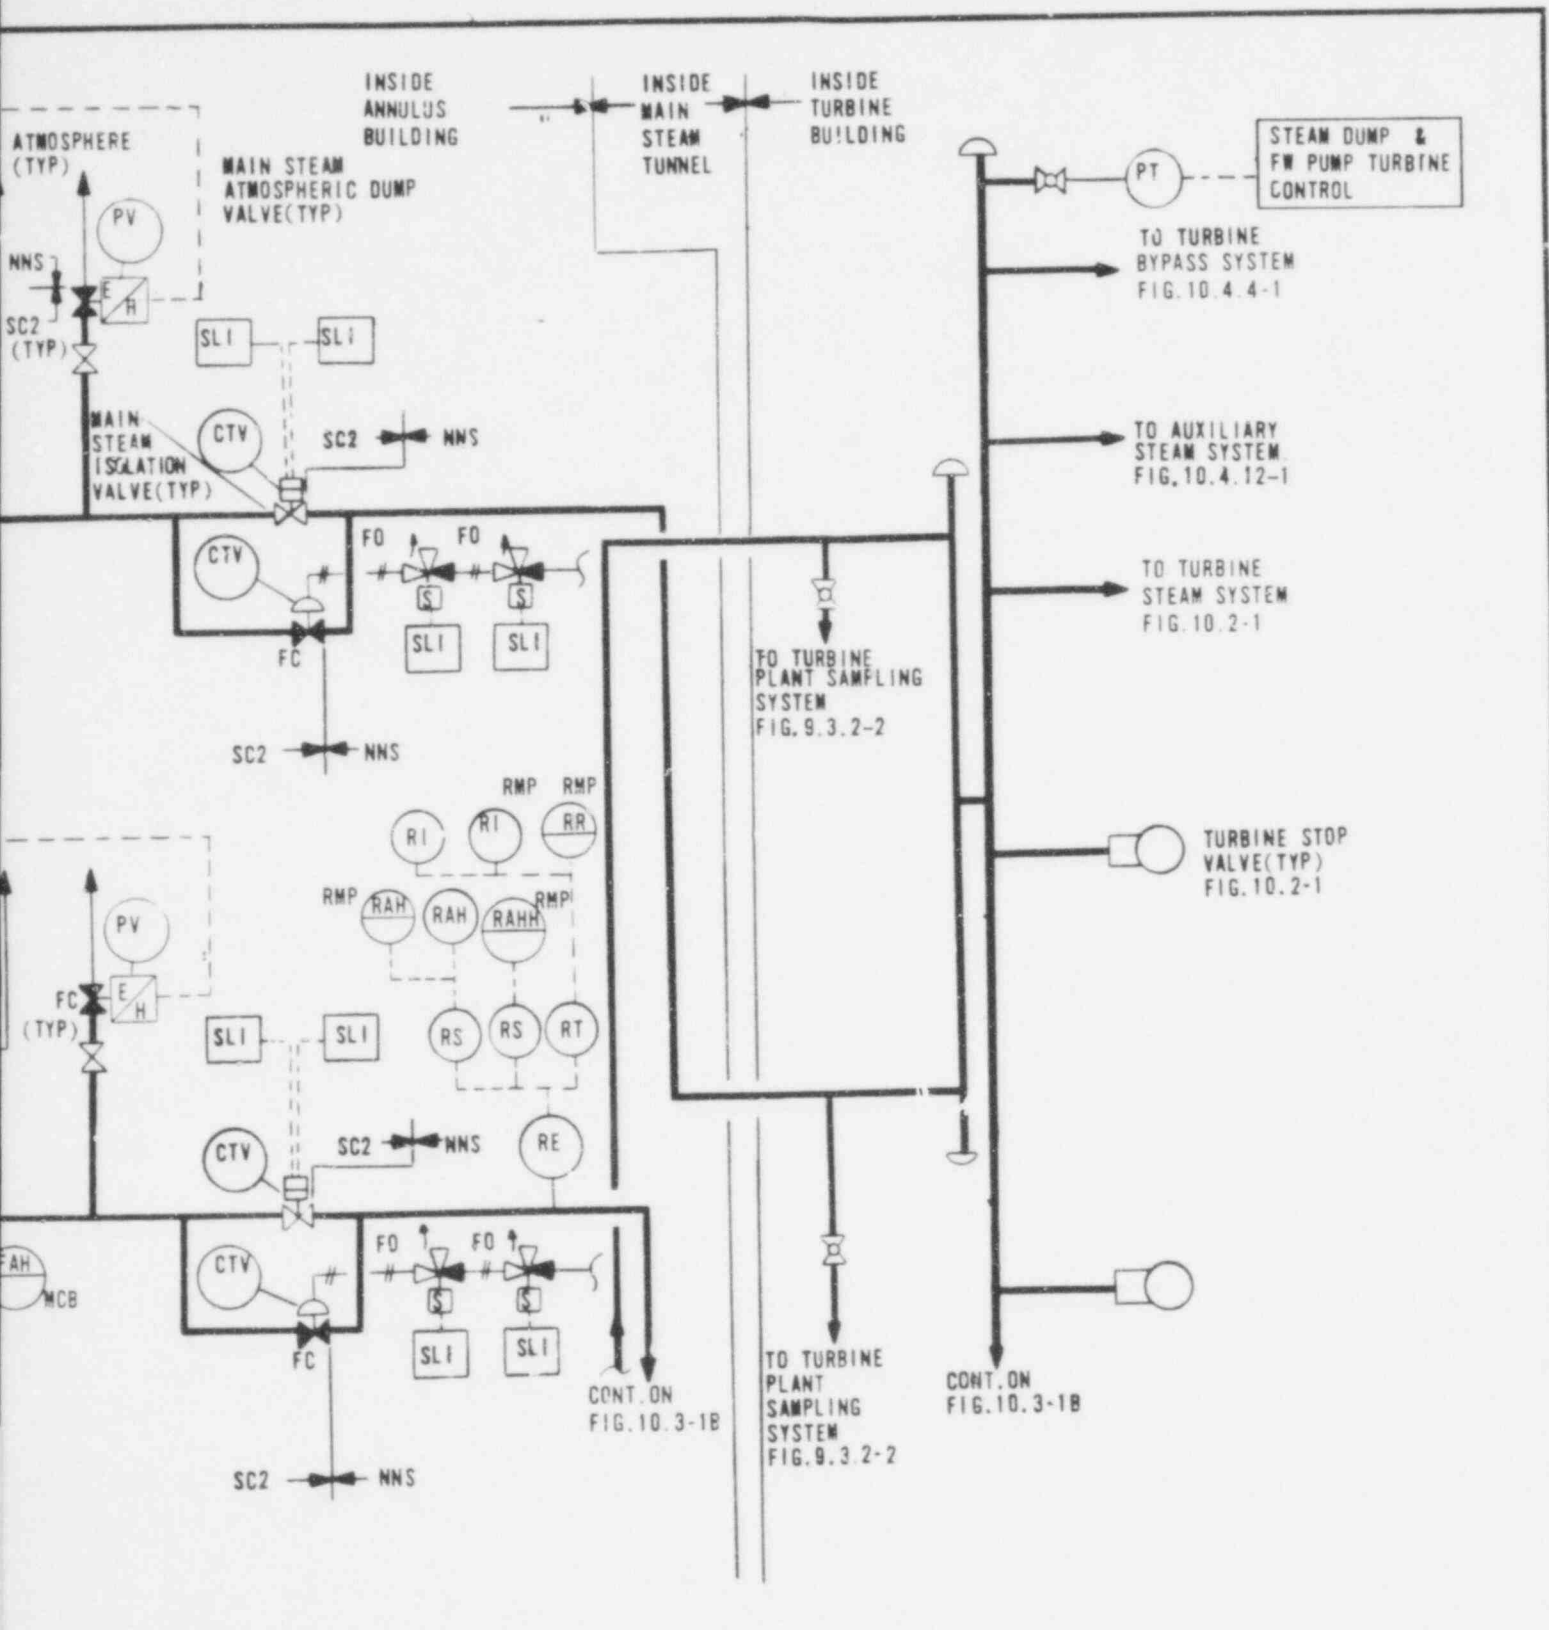 INSIDE
ANNULUS
BUILDING
INSIDE
MAIN
STEAM
TUNNEL
INSIDE
TURBINE
BUILDING
ATMOSPHERE
(TYP)
MAIN STEAM
ATMOSPHERIC DUMP
VALVE(TYP)
PV
NNS
E
H
SC2
(TYP)
SLI
SLI
MAIN
STEAM
ISOLATION
VALVE(TYP)
CTV
SC2
NNS
CTV
FO
FO
S
S
SLI
SLI
FC
SC2
NNS
PT
STEAM DUMP &
FW PUMP TURBINE
CONTROL
TO TURBINE
BYPASS SYSTEM
FIG.10.4.4-1
TO AUXILIARY
STEAM SYSTEM
FIG.10.4.12-1
TO TURBINE
STEAM SYSTEM
FIG.10.2-1
TO TURBINE
PLANT SAMPLING
SYSTEM
FIG.9.3.2-2
RMP
RMP
RI
RI
RR
RMP
RAH
RAH
RAHH
RMP
RS
RS
RT
RE
TURBINE STOP
VALVE(TYP)
FIG.10.2-1
PV
FC
E
H
(TYP)
SLI
SLI
CTV
SC2
NNS
CTV
FO
FO
S
S
SLI
SLI
FC
FAH
MCB
SC2
NNS
CONT.ON
FIG.10.3-1B
TO TURBINE
PLANT
SAMPLING
SYSTEM
FIG.9.3.2-2
CONT.ON
FIG.10.3-1B